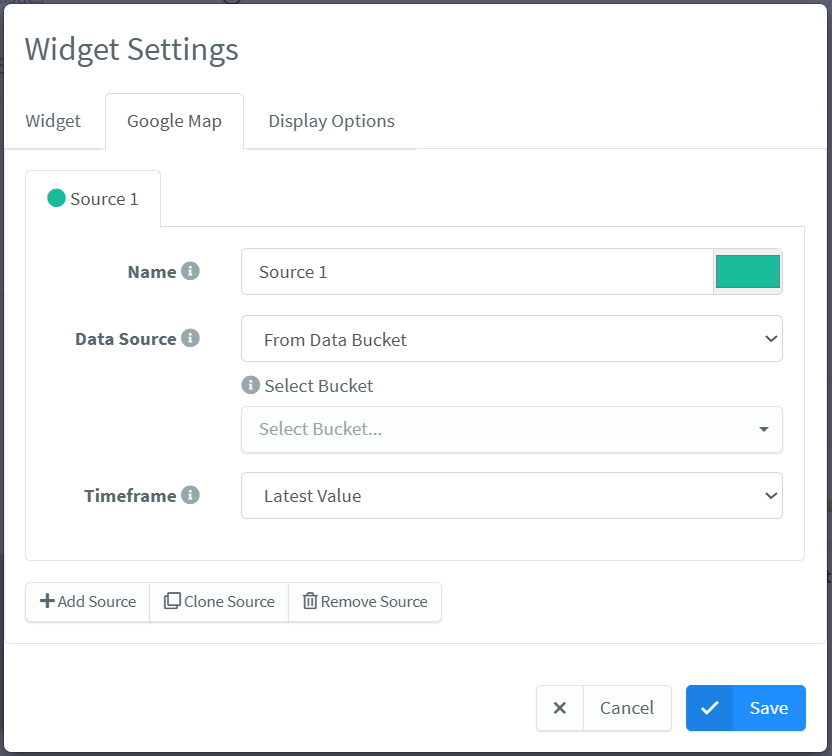 Widget Settings
Widget Google Map Display Options
Source 1
Name Source 1
Data Source From Data Bucket
Select Bucket
Select Bucket...
Timeframe Latest Value
Add Source Clone Source Remove Source
Cancel Save